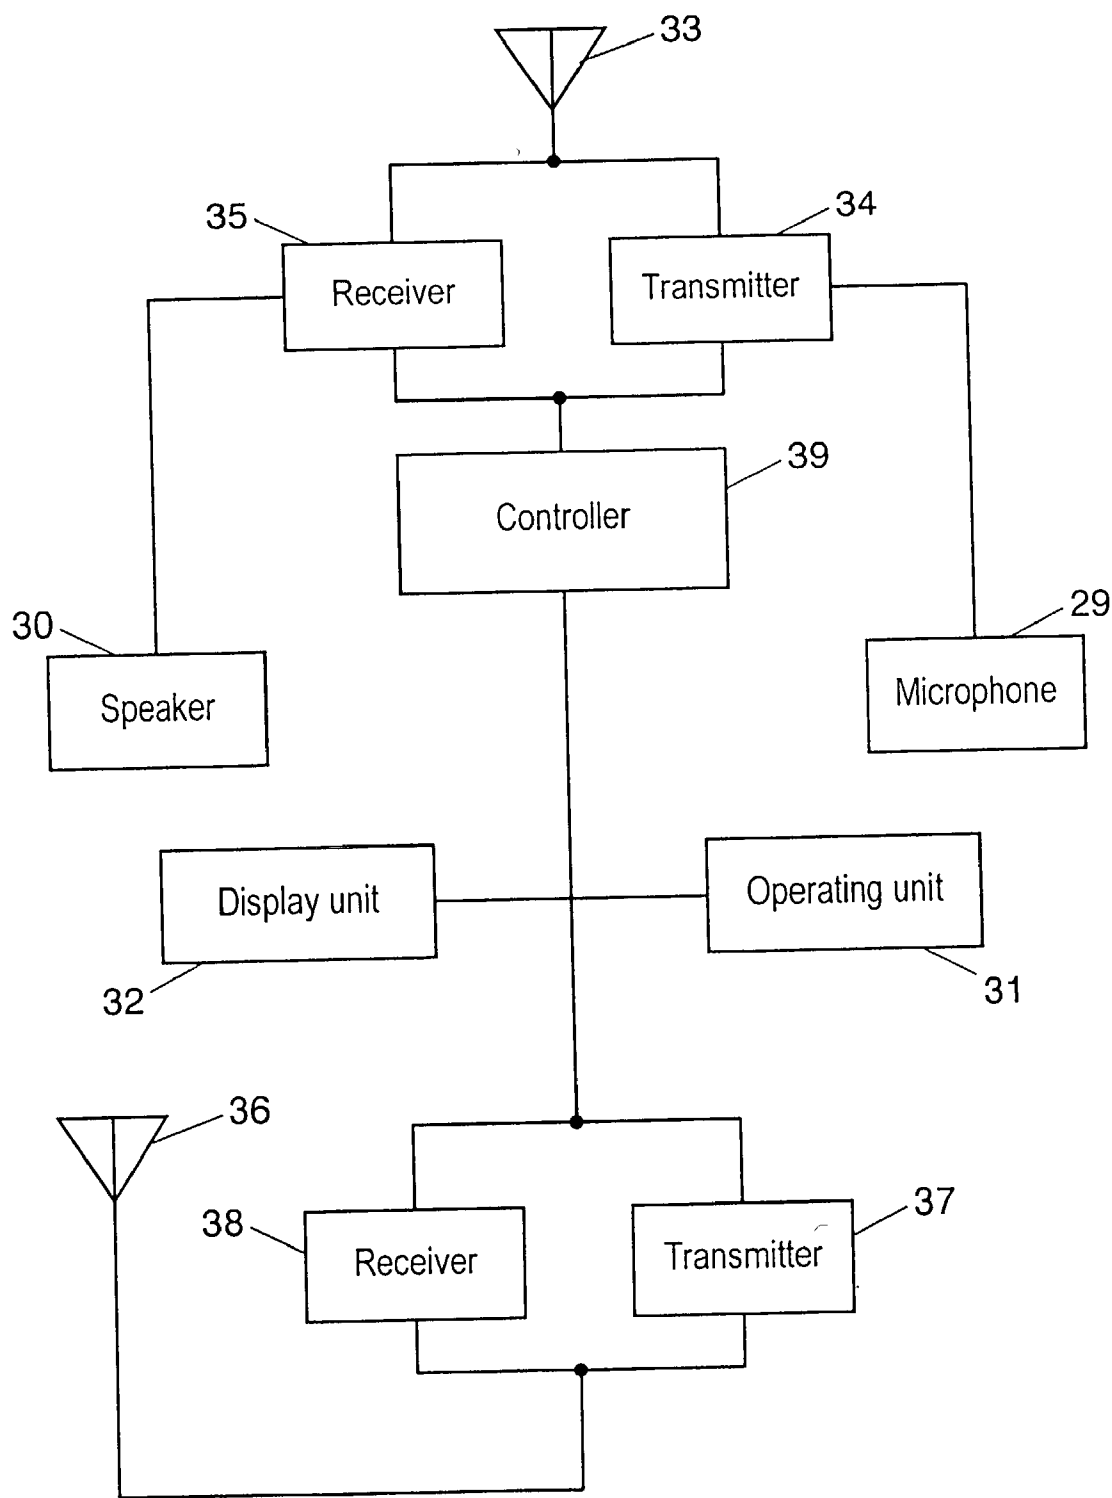 33
35
34
Receiver
Transmitter
39
Controller
30
29
Speaker
Microphone
Display unit
Operating unit
32
31
36
38
37
Receiver
Transmitter